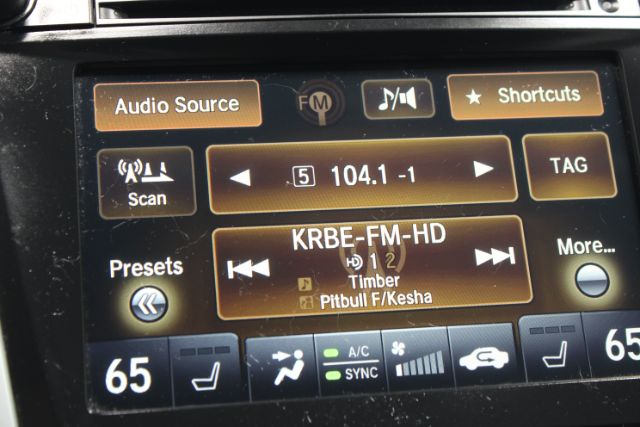 Audio Source
FM
★ Shortcuts
Scan
5 104.1 -1
TAG
KRBE-FM-HD
HD 1 2
Timber
Pitbull F/Kesha
Presets
More...
65
A/C
SYNC
65